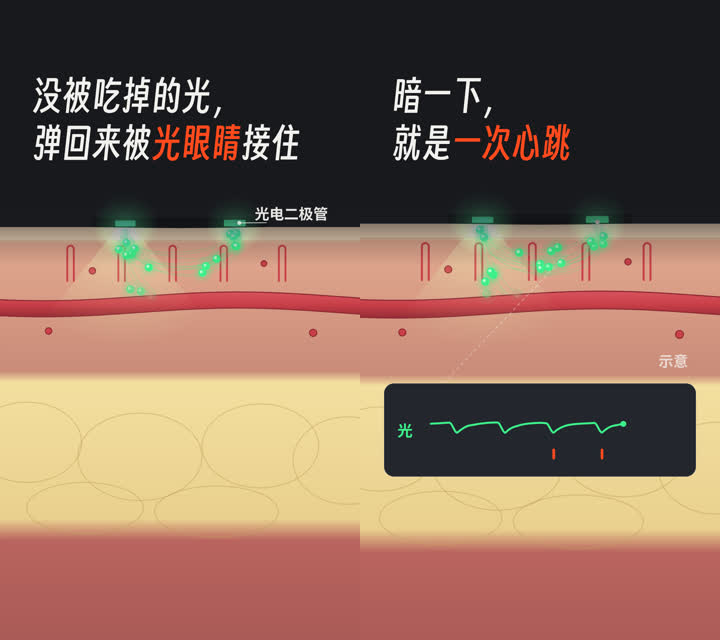 没被吃掉的光，
弹回来被光眼睛接住
光电二极管
暗一下，
就是一次心跳
示意
光